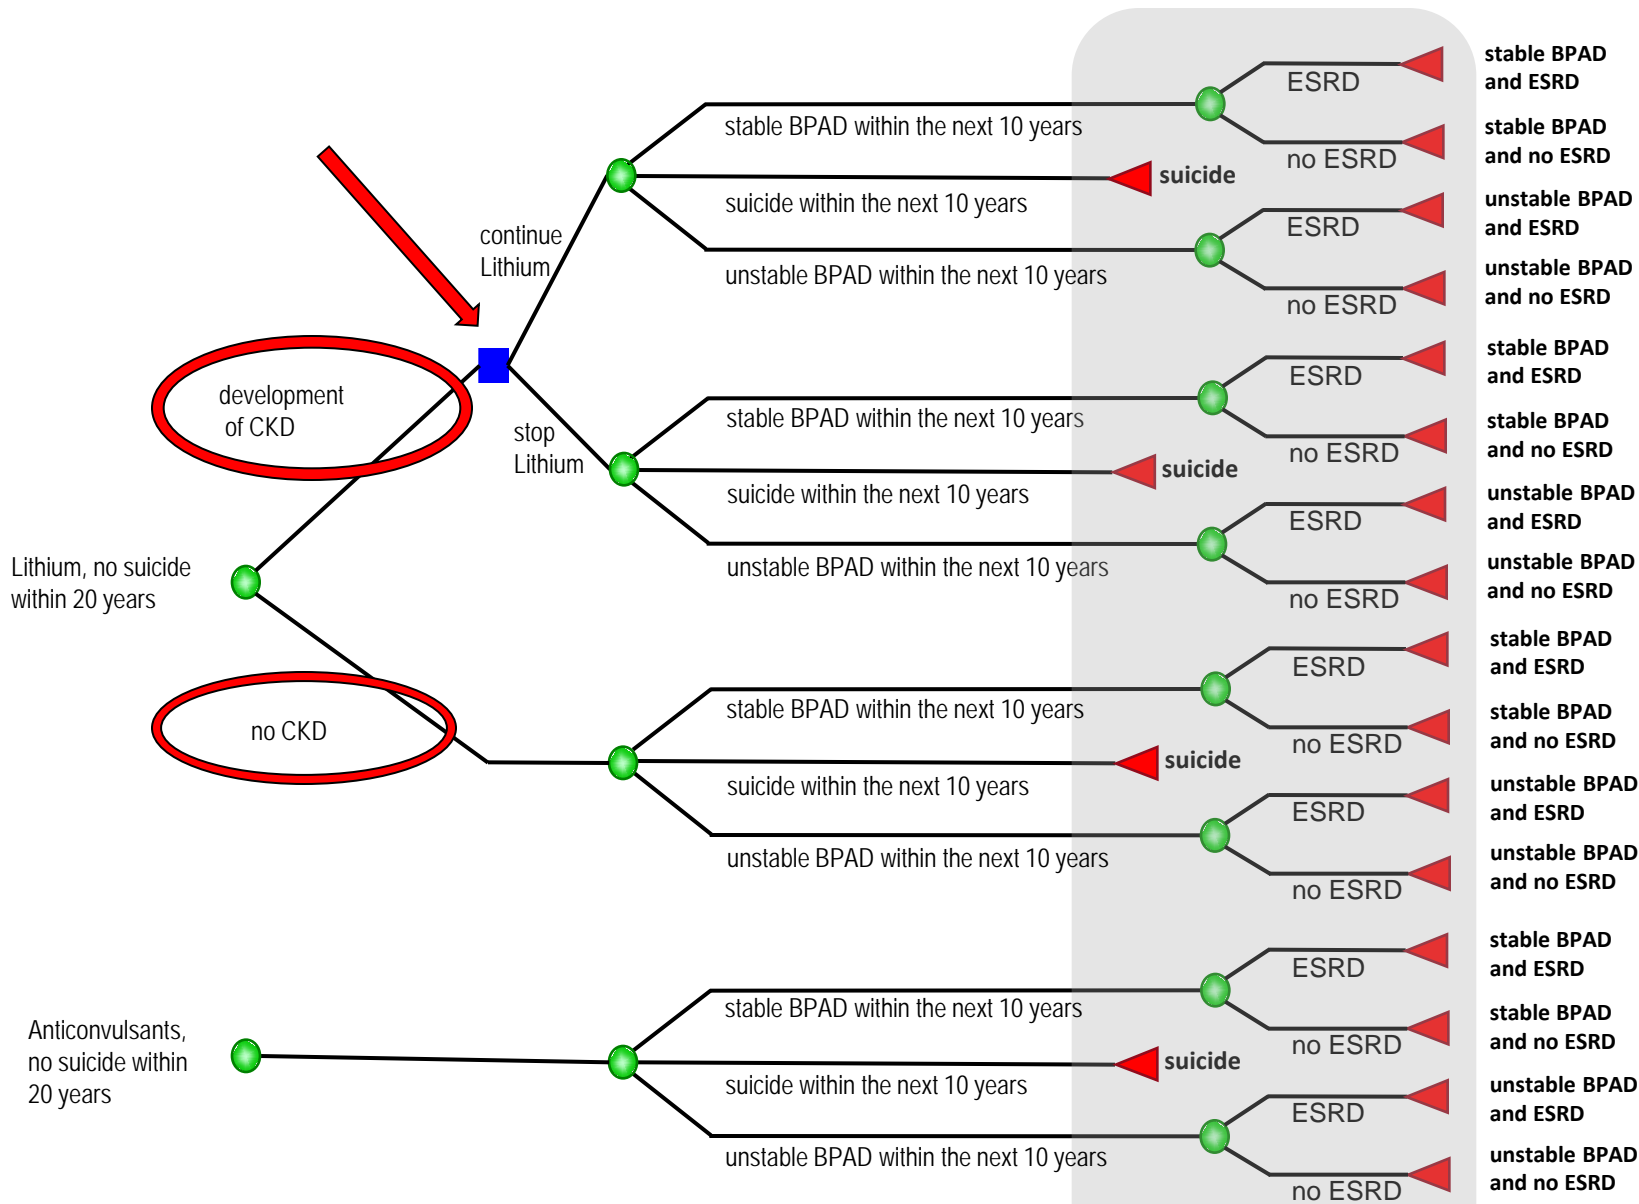 stable BPAD
and ESRD
ESRD
stable BPAD within the next 10 years
stable BPAD
and no ESRD
no ESRD
suicide
suicide within the next 10 years
unstable BPAD
and ESRD
ESRD
continue
Lithium
unstable BPAD within the next 10 years
unstable BPAD
and no ESRD
no ESRD
development
of CKD
stable BPAD
and ESRD
ESRD
stable BPAD within the next 10 years
stable BPAD
and no ESRD
no ESRD
stop
Lithium
suicide
suicide within the next 10 years
unstable BPAD
and ESRD
ESRD
unstable BPAD within the next 10 years
unstable BPAD
and no ESRD
no ESRD
Lithium, no suicide
within 20 years
stable BPAD
and ESRD
ESRD
stable BPAD within the next 10 years
stable BPAD
and no ESRD
no ESRD
no CKD
suicide
suicide within the next 10 years
unstable BPAD
and ESRD
ESRD
unstable BPAD within the next 10 years
unstable BPAD
and no ESRD
no ESRD
stable BPAD
and ESRD
ESRD
stable BPAD within the next 10 years
stable BPAD
and no ESRD
no ESRD
Anticonvulsants,
no suicide within
20 years
suicide
suicide within the next 10 years
unstable BPAD
and ESRD
ESRD
unstable BPAD within the next 10 years
unstable BPAD
and no ESRD
no ESRD